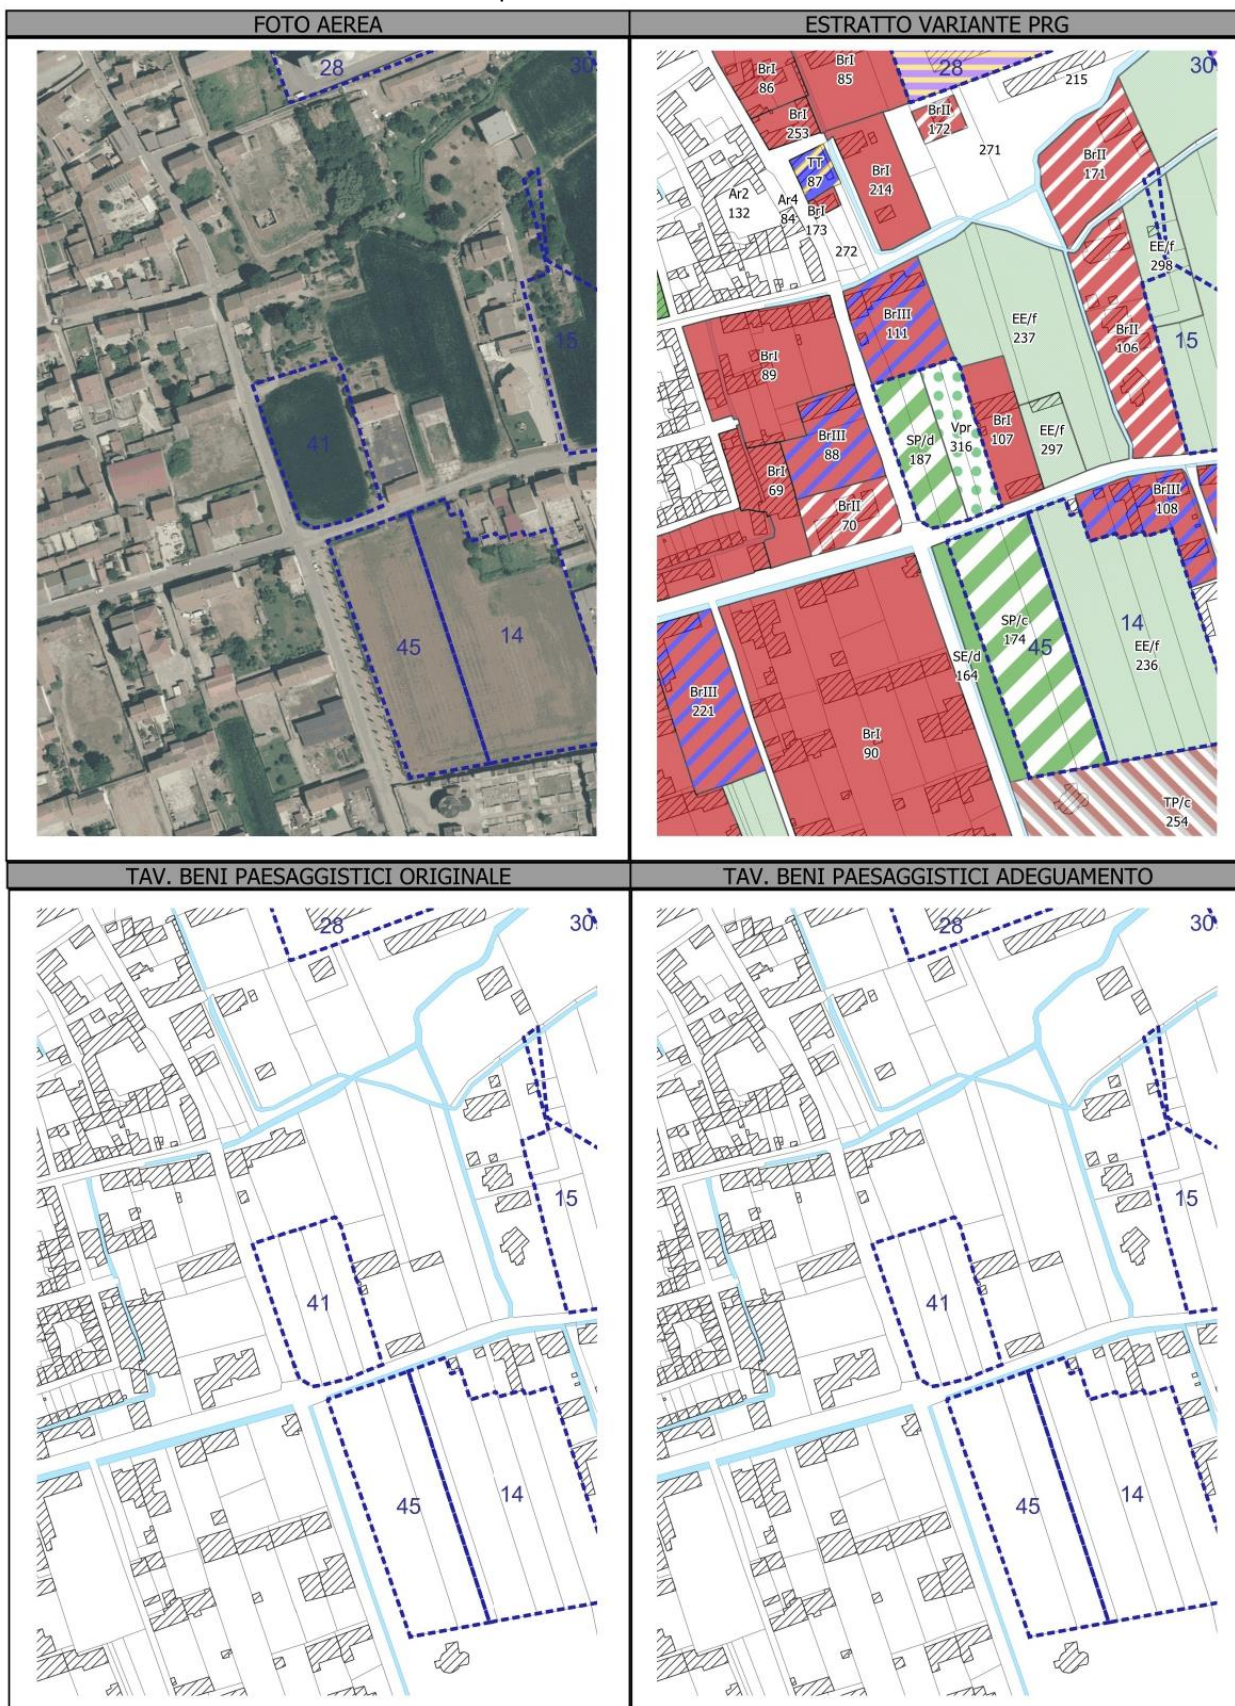 FOTO AEREA
28
30
15
41
45
14
ESTRATTO VARIANTE PRG
BrI
86
BrI
85
28
30
215
BrI
253
BrII
172
271
TT
87
BrI
214
BrII
171
Ar2
132
Ar4
84
BrI
173
272
EE/f
298
BrIII
111
EE/f
237
BrII
106
15
BrI
89
BrIII
88
SP/d
187
Vpr
316
BrI
107
EE/f
297
BrI
69
BrII
70
BrIII
108
SP/c
174
45
14
EE/f
236
SE/d
164
BrIII
221
BrI
90
TP/c
254
TAV. BENI PAESAGGISTICI ORIGINALE
28
30
15
41
45
14
TAV. BENI PAESAGGISTICI ADEGUAMENTO
28
30
15
41
45
14